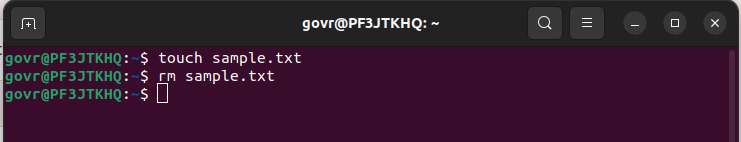 govr@PF3JTKHQ: ~
govr@PF3JTKHQ:~$ touch sample.txt
govr@PF3JTKHQ:~$ rm sample.txt
govr@PF3JTKHQ:~$